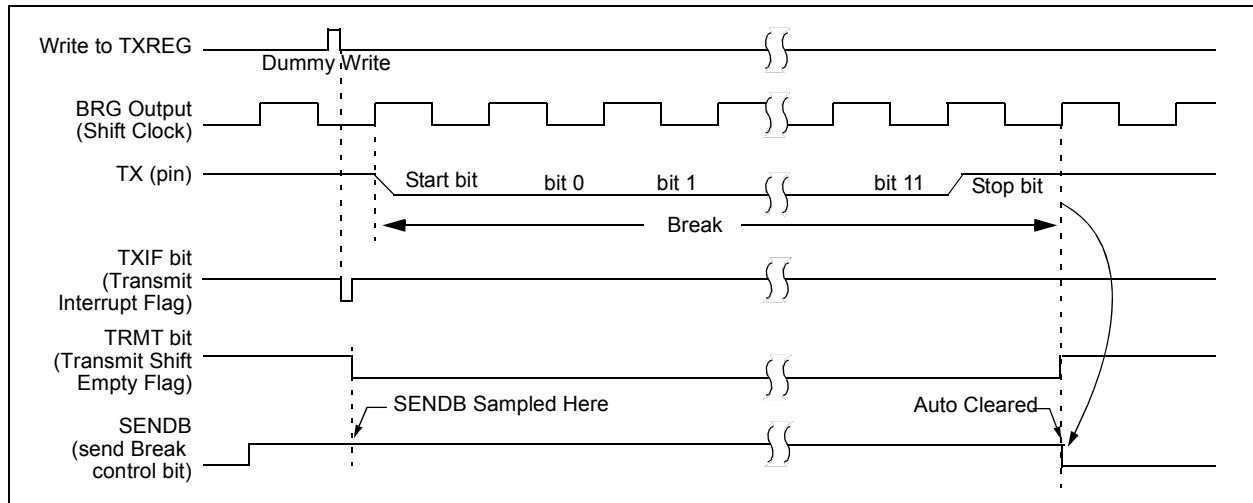 Write to TXREG
Dummy Write
BRG Output
(Shift Clock)
TX (pin)
Start bit
bit 0
bit 1
bit 11
Stop bit
Break
TXIF bit
(Transmit
Interrupt Flag)
TRMT bit
(Transmit Shift
Empty Flag)
SENDB Sampled Here
Auto Cleared
SENDB
(send Break
control bit)